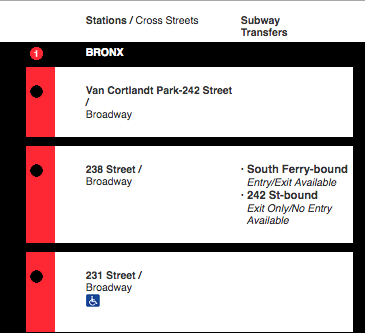 Stations / Cross Streets
Subway
Transfers
1
BRONX
Van Cortlandt Park-242 Street
/
Broadway
238 Street /
Broadway
· South Ferry-bound
Entry/Exit Available
· 242 St-bound
Exit Only/No Entry
Available
231 Street /
Broadway